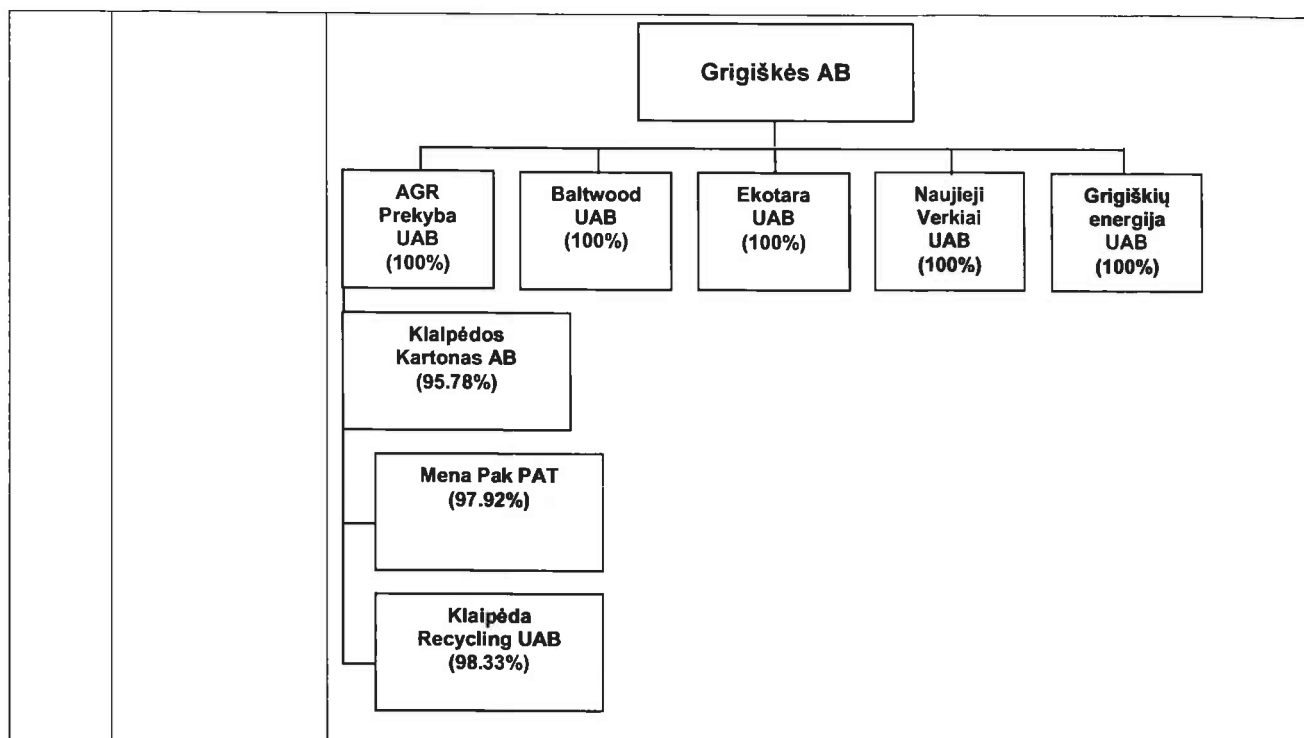 Grigiškės AB
AGR
Prekyba
UAB
(100%)
Baltwood
UAB
(100%)
Ekotara
UAB
(100%)
Naujieji
Verkiai
UAB
(100%)
Grigiškių
energija
UAB
(100%)
Klaipėdos
Kartonas AB
(95.78%)
Mena Pak PAT
(97.92%)
Klaipėda
Recycling UAB
(98.33%)